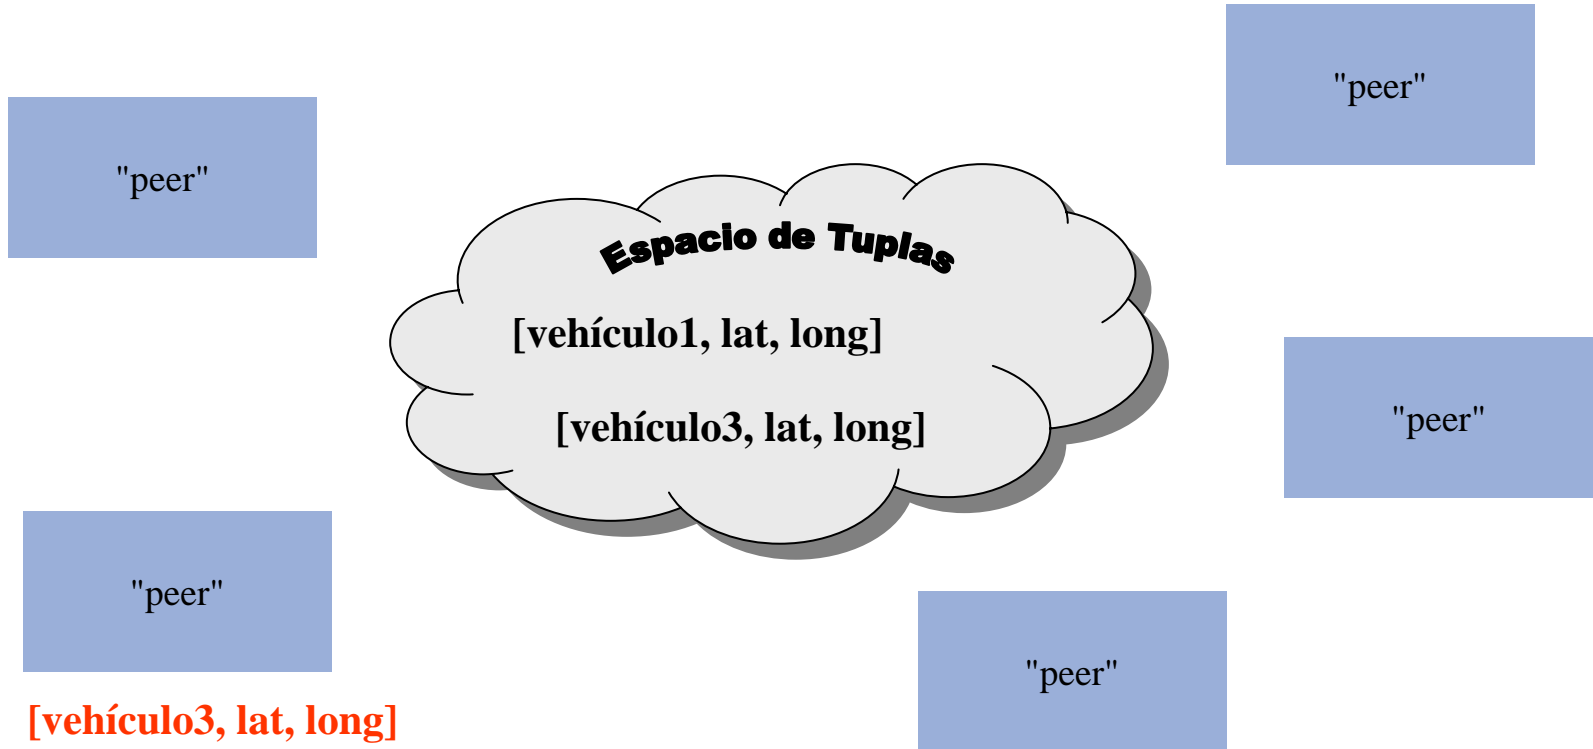 "peer"
"peer"
Espacio de Tuplas
[vehículo1, lat, long]
[vehículo3, lat, long]
"peer"
"peer"
"peer"
[vehículo3, lat, long]